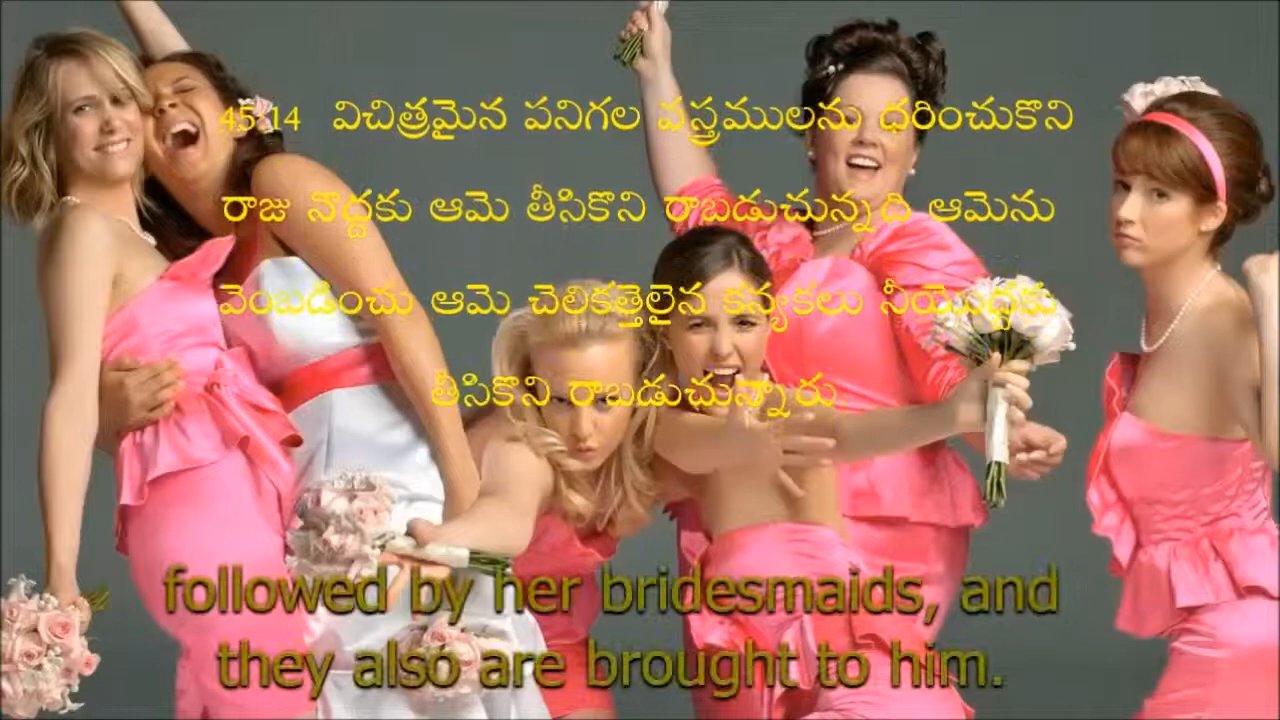 45:14 విచిత్రమైన పనిగల వస్త్రములను ధరించుకొని
రాజు నొద్దకు ఆమె తీసికొని రాబడుచున్నది ఆమెను
వెంబడించు ఆమె చెలికత్తెలైన కన్యకలు నీయొద్దకు
తీసికొని రాబడుచున్నారు.
followed by her bridesmaids, and
they also are brought to him.